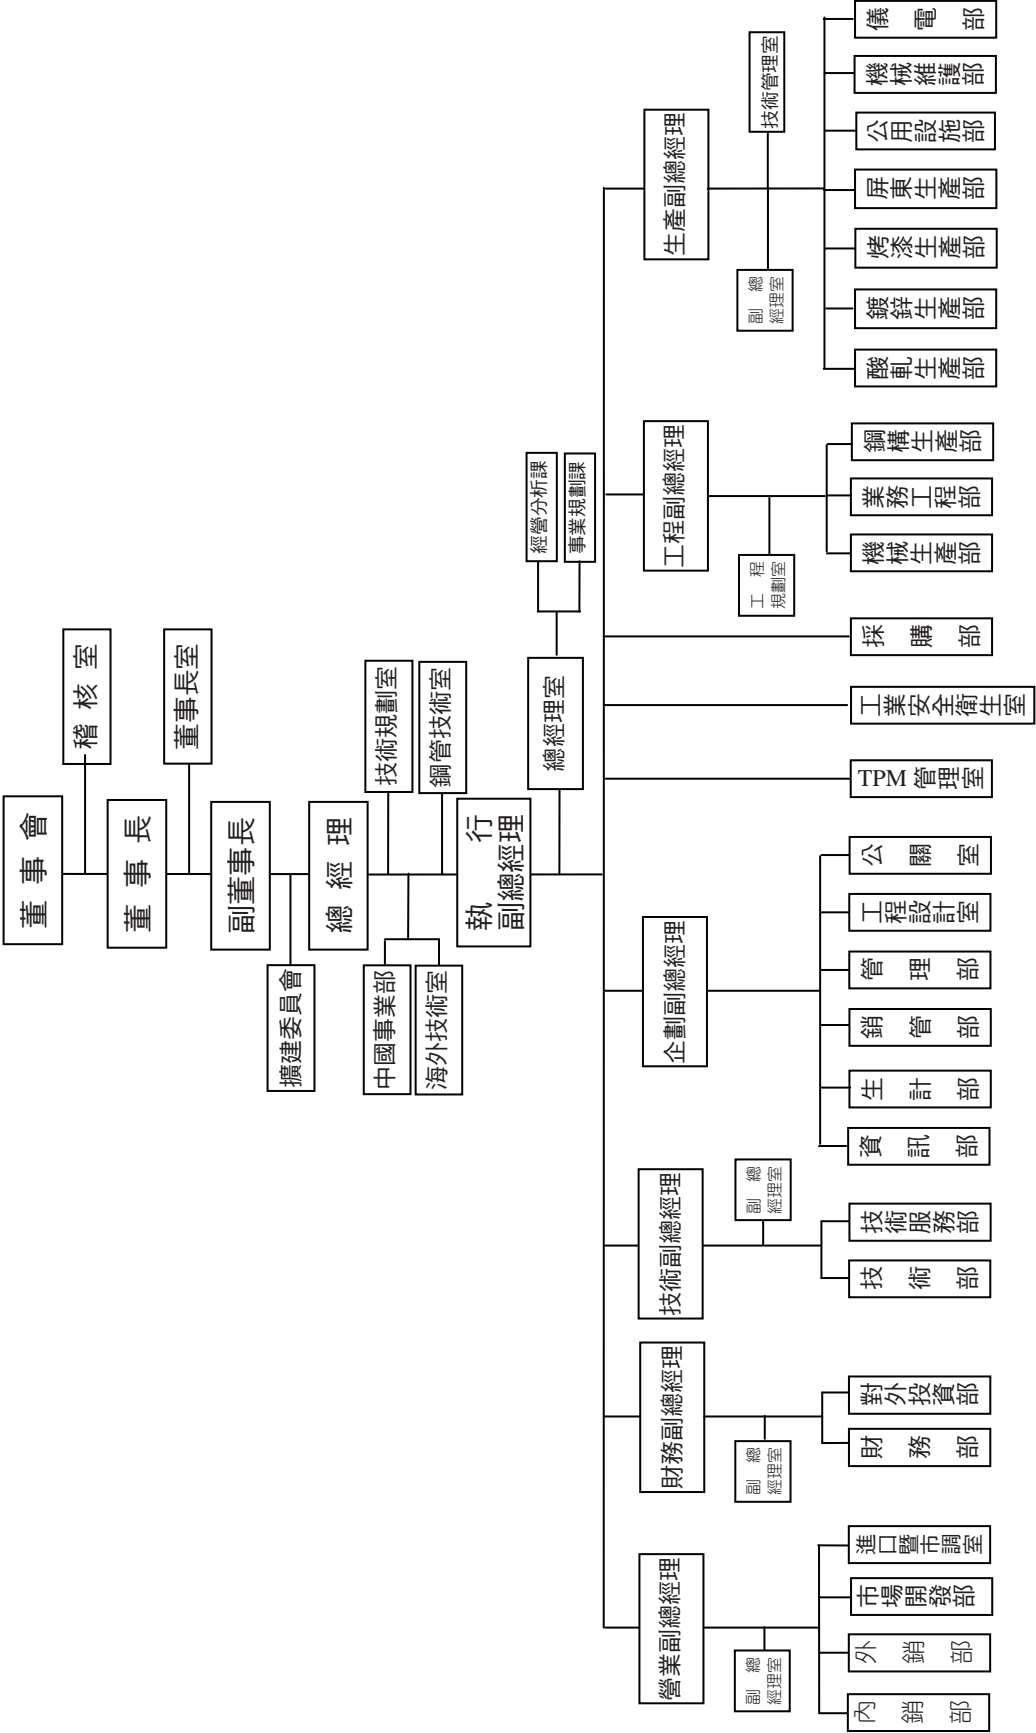 董事會
稽核室
董事長
董事長室
副董事長
擴建委員會
總經理
技術規劃室
鋼管技術室
中國事業部
海外技術室
執行
副總經理
總經理室
經營分析課
事業規劃課
營業副總經理
副總
經理室
內銷部
外銷部
市場開發部
進口暨市調室
財務副總經理
副總
經理室
財務部
對外投資部
技術副總經理
副總
經理室
技術部
技術服務部
企劃副總經理
資訊部
生計部
銷管部
管理部
工程設計室
公關室
TPM 管理室
工業安全衛生室
採購部
工程副總經理
工程
規劃室
機械生產部
業務工程部
鋼構生產部
生產副總經理
副總
經理室
技術管理室
酸軋生產部
鍍鋅生產部
烤漆生產部
屏東生產部
公用設施部
機械維護部
儀電部